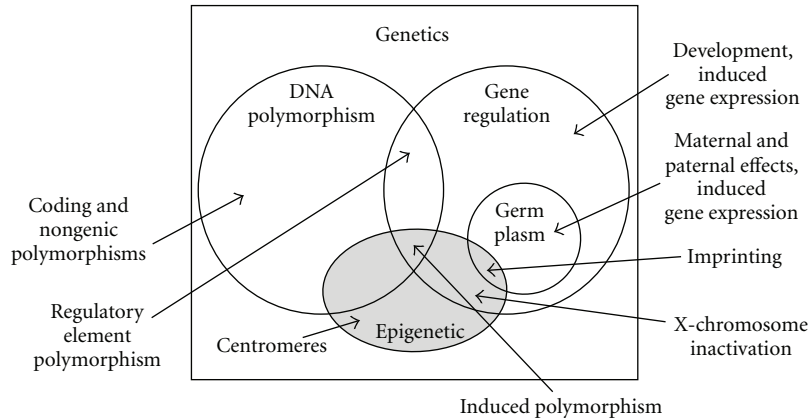 Genetics
DNA
polymorphism
Gene
regulation
Development,
induced
gene expression
Maternal and
paternal effects,
induced
gene expression
Germ
plasm
Coding and
nongenic
polymorphisms
Imprinting
Regulatory
element
polymorphism
Centromeres
Epigenetic
X-chromosome
inactivation
Induced polymorphism